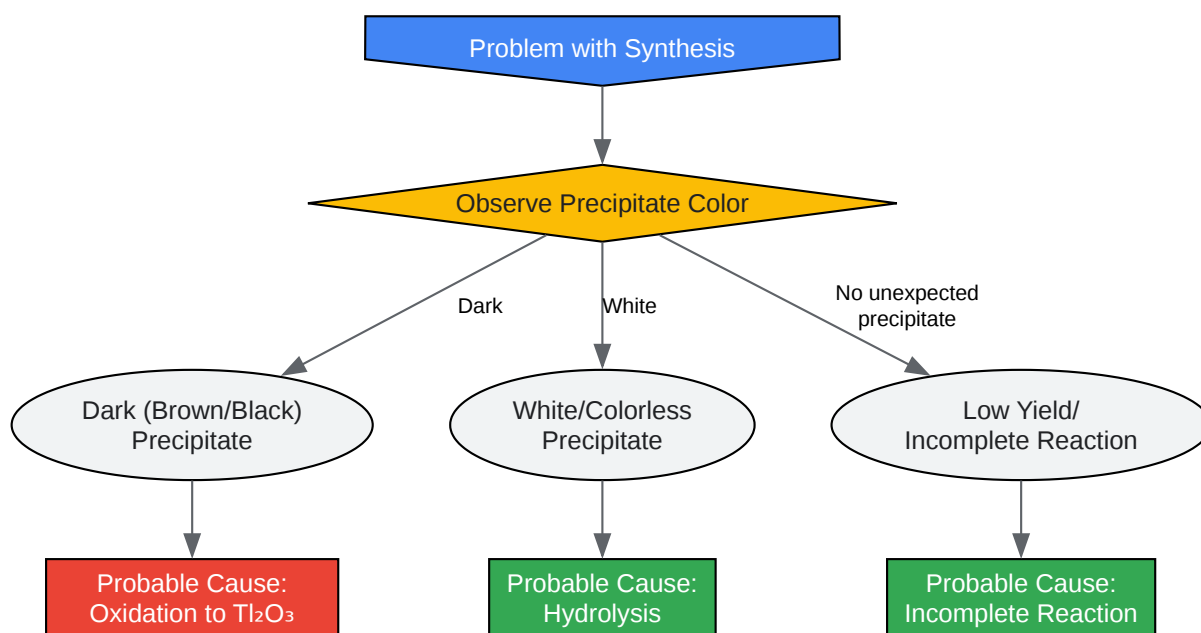 Problem with Synthesis
Observe Precipitate Color
Dark
White
No unexpected
precipitate
Dark (Brown/Black)
Precipitate
White/Colorless
Precipitate
Low Yield/
Incomplete Reaction
Probable Cause:
Oxidation to Tl₂O₃
Probable Cause:
Hydrolysis
Probable Cause:
Incomplete Reaction